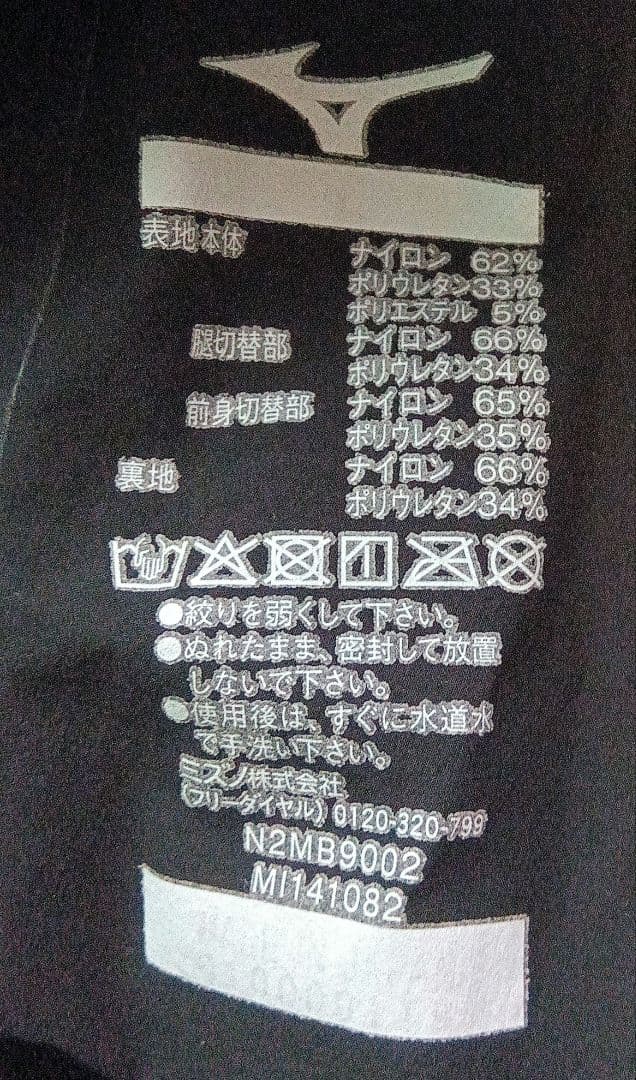 表地本体 ナイロン 62%
ポリウレタン33%
ポリエステル 5%
腿切替部 ナイロン 66%
ポリウレタン34%
前身切替部 ナイロン 65%
ポリウレタン35%
裏地 ナイロン 66%
ポリウレタン34%
●絞りを弱くして下さい。
●ぬれたまま、密封して放置
しないで下さい。
●使用後は、すぐに水道水
で手洗い下さい。
ミズノ株式会社
(フリーダイヤル) 0120-320-799
N2MB9002
MI141082